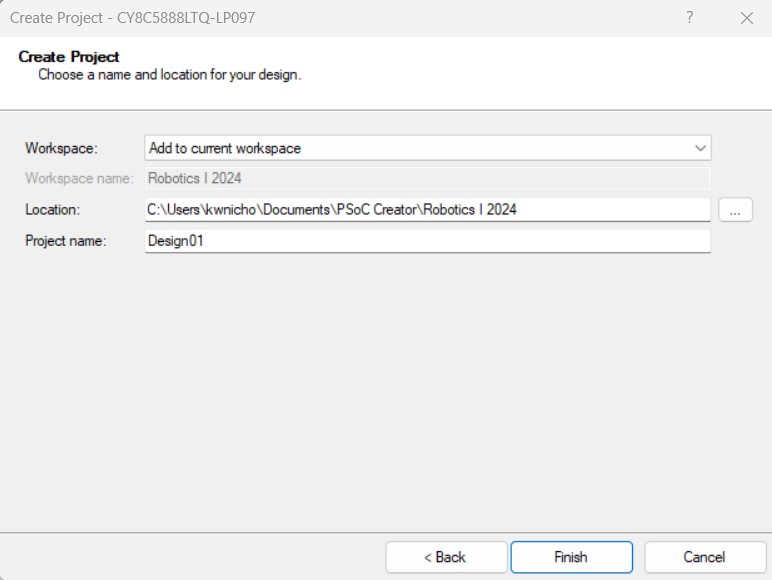 Create Project - CY8C5888LTQ-LP097 ?
Create Project
Choose a name and location for your design.
Workspace: Add to current workspace
Workspace name: Robotics I 2024
Location: C:\Users\kwnicho\Documents\PSoC Creator\Robotics I 2024 ...
Project name: Design01
< Back Finish Cancel